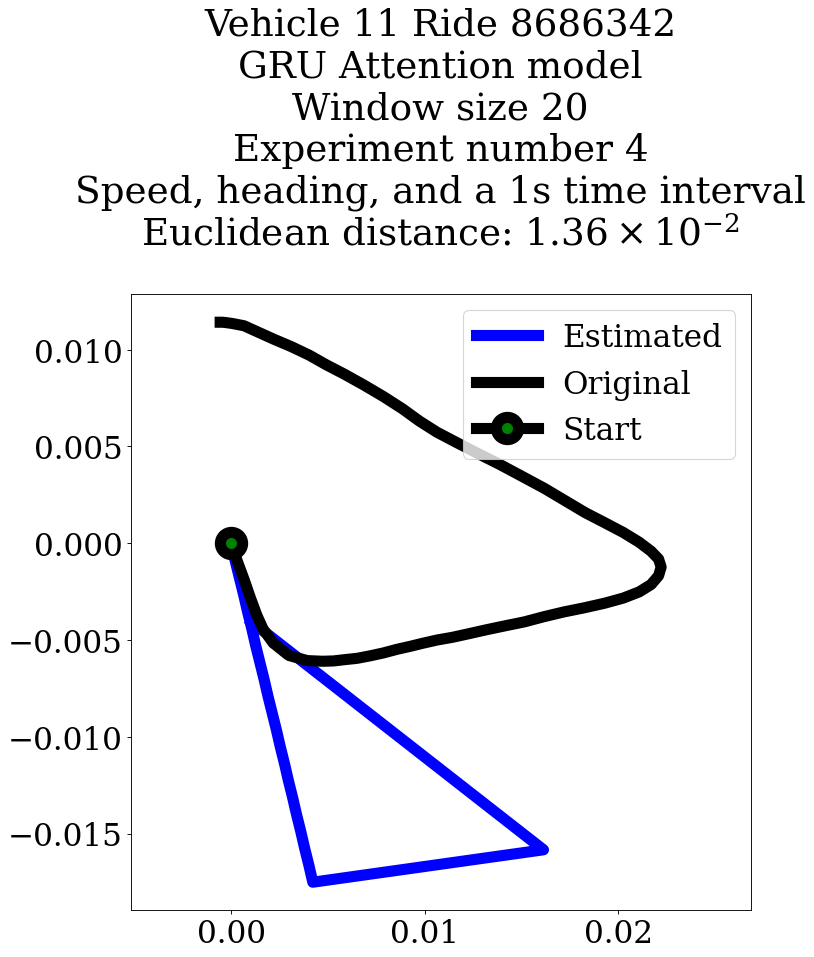 Vehicle 11 Ride 8686342
GRU Attention model
Window size 20
Experiment number 4
Speed, heading, and a 1s time interval
Euclidean distance: 1.36 × 10⁻²
Estimated
Original
Start
0.010
0.005
0.000
−0.005
−0.010
−0.015
0.00 0.01 0.02